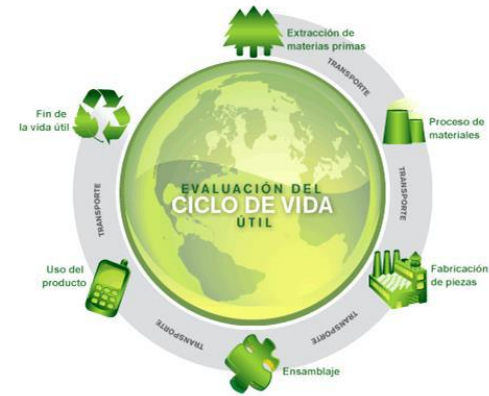 Extracción de
materias primas
TRANSPORTE
Proceso de
materiales
TRANSPORTE
Fabricación
de piezas
TRANSPORTE
Ensamblaje
TRANSPORTE
Uso del
producto
TRANSPORTE
Fin de
la vida útil
EVALUACIÓN DEL
CICLO DE VIDA
ÚTIL